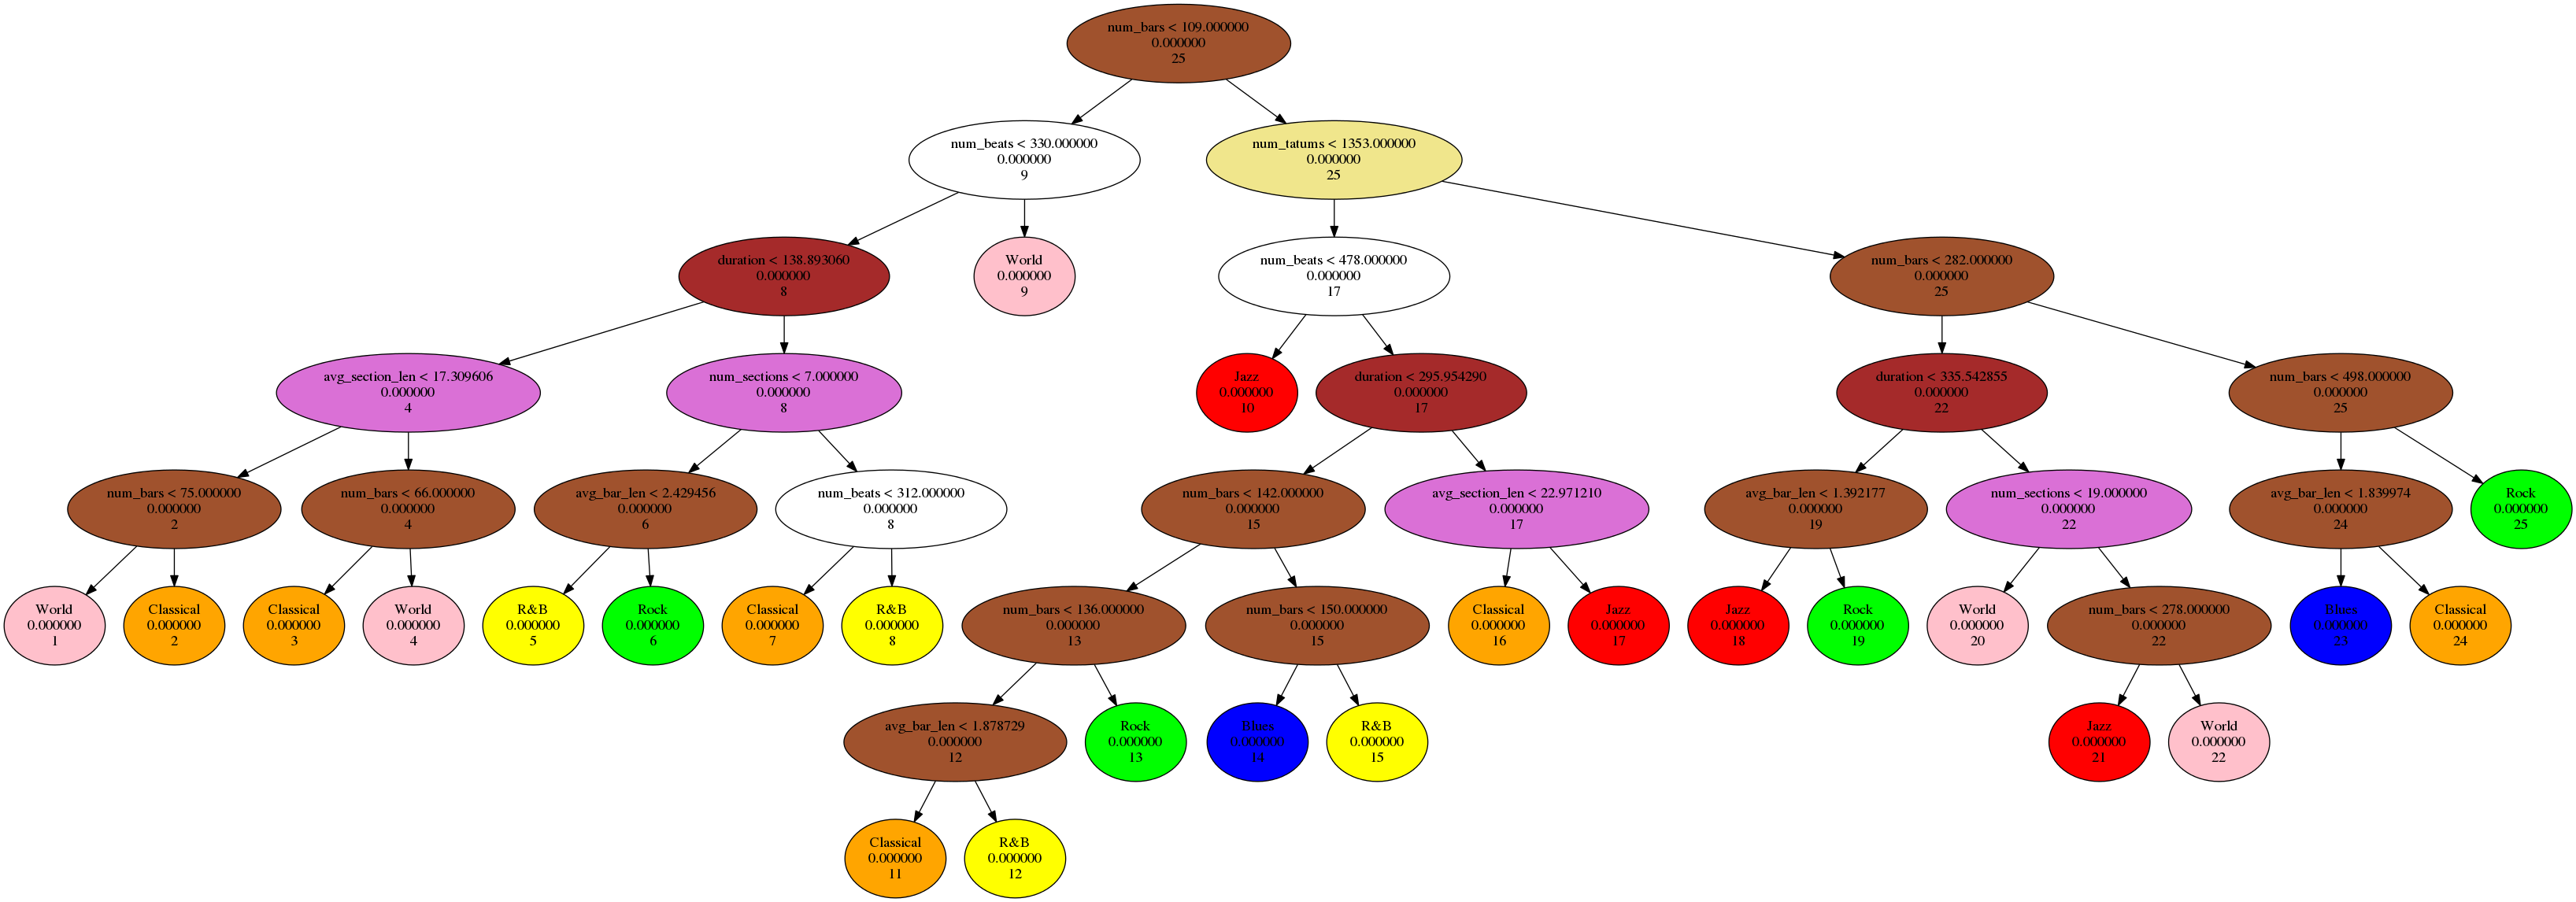 num_bars < 109.000000
0.000000
25
num_beats < 330.000000
0.000000
9
num_tatums < 1353.000000
0.000000
25
duration < 138.893060
0.000000
8
World
0.000000
9
num_beats < 478.000000
0.000000
17
num_bars < 282.000000
0.000000
25
avg_section_len < 17.309606
0.000000
4
num_sections < 7.000000
0.000000
8
Jazz
0.000000
10
duration < 295.954290
0.000000
17
duration < 335.542855
0.000000
22
num_bars < 498.000000
0.000000
25
num_bars < 75.000000
0.000000
2
num_bars < 66.000000
0.000000
4
avg_bar_len < 2.429456
0.000000
6
num_beats < 312.000000
0.000000
8
num_bars < 142.000000
0.000000
15
avg_section_len < 22.971210
0.000000
17
avg_bar_len < 1.392177
0.000000
19
num_sections < 19.000000
0.000000
22
avg_bar_len < 1.839974
0.000000
24
Rock
0.000000
25
World
0.000000
1
Classical
0.000000
2
Classical
0.000000
3
World
0.000000
4
R&B
0.000000
5
Rock
0.000000
6
Classical
0.000000
7
R&B
0.000000
8
num_bars < 136.000000
0.000000
13
num_bars < 150.000000
0.000000
15
Classical
0.000000
16
Jazz
0.000000
17
Jazz
0.000000
18
Rock
0.000000
19
World
0.000000
20
num_bars < 278.000000
0.000000
22
Blues
0.000000
23
Classical
0.000000
24
avg_bar_len < 1.878729
0.000000
12
Rock
0.000000
13
Blues
0.000000
14
R&B
0.000000
15
Jazz
0.000000
21
World
0.000000
22
Classical
0.000000
11
R&B
0.000000
12